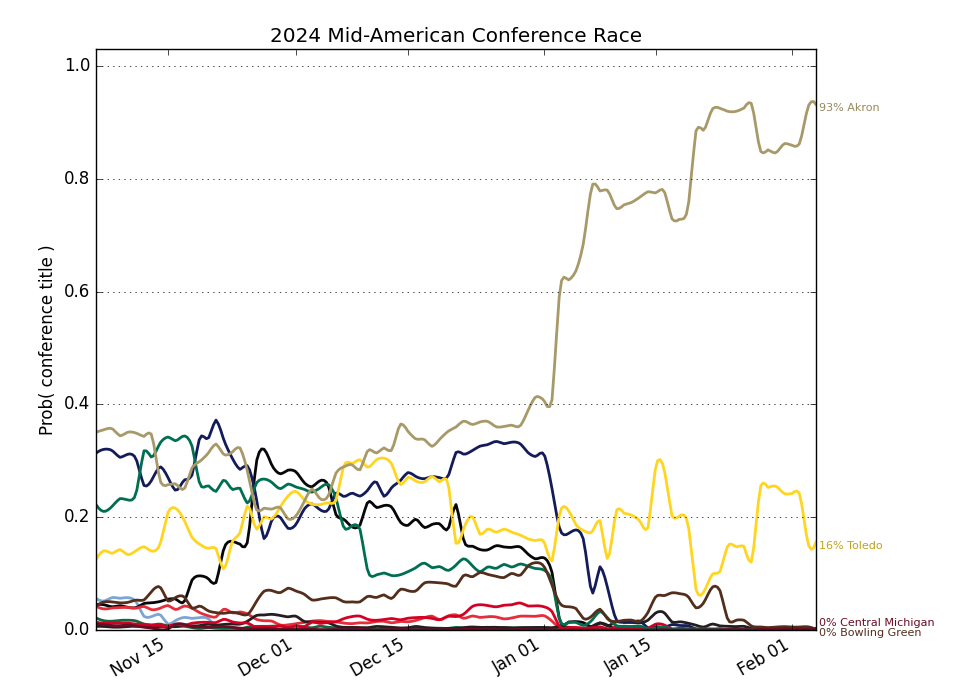 2024 Mid-American Conference Race
1.0
0.8
0.6
0.4
0.2
0.0
Prob( conference title )
93% Akron
16% Toledo
0% Central Michigan
0% Bowling Green
Nov 15
Dec 01
Dec 15
Jan 01
Jan 15
Feb 01